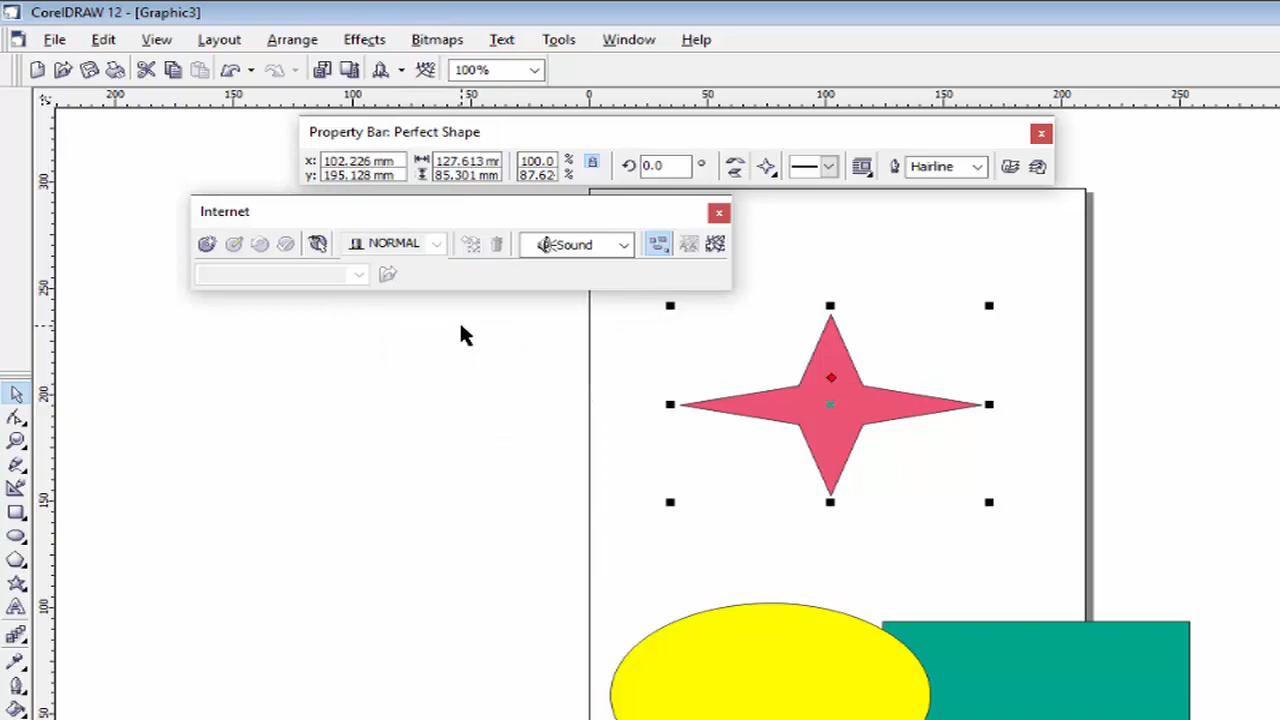 CorelDRAW 12 - [Graphic3]
File Edit View Layout Arrange Effects Bitmaps Text Tools Window Help
100%
200 150 100 50 0 50 100 150 200 250
Property Bar: Perfect Shape
x: 102.226 mm 127.613 mr 100.0 % 0.0 ° Hairline
y: 195.128 mm 85.301 mm 87.62 %
Internet
NORMAL Sound
300
250
200
150
100
50